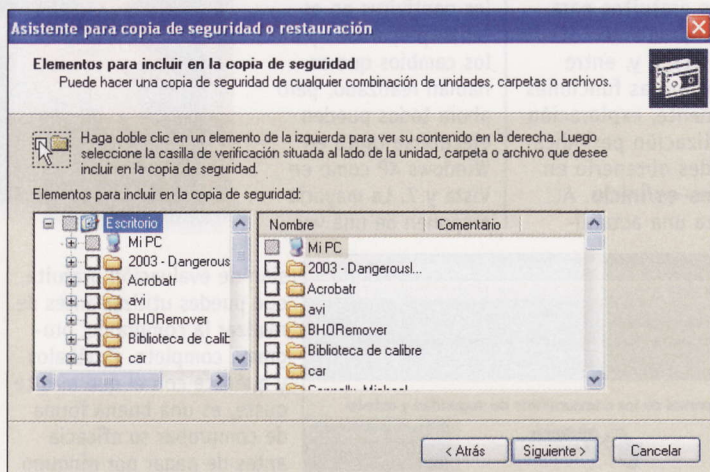 Asistente para copia de seguridad o restauración
Elementos para incluir en la copia de seguridad
Puede hacer una copia de seguridad de cualquier combinación de unidades, carpetas o archivos.
Haga doble clic en un elemento de la izquierda para ver su contenido en la derecha. Luego
seleccione la casilla de verificación situada al lado de la unidad, carpeta o archivo que desee
incluir en la copia de seguridad.
Elementos para incluir en la copia de seguridad:
Escritorio
Mi PC
2003 - Dangerous
Acrobatr
avi
BHORemover
Biblioteca de calib
car
Nombre Comentario
Mi PC
2003 - Dangerousl...
Acrobatr
avi
BHORemover
Biblioteca de calibre
car
< Atrás Siguiente > Cancelar